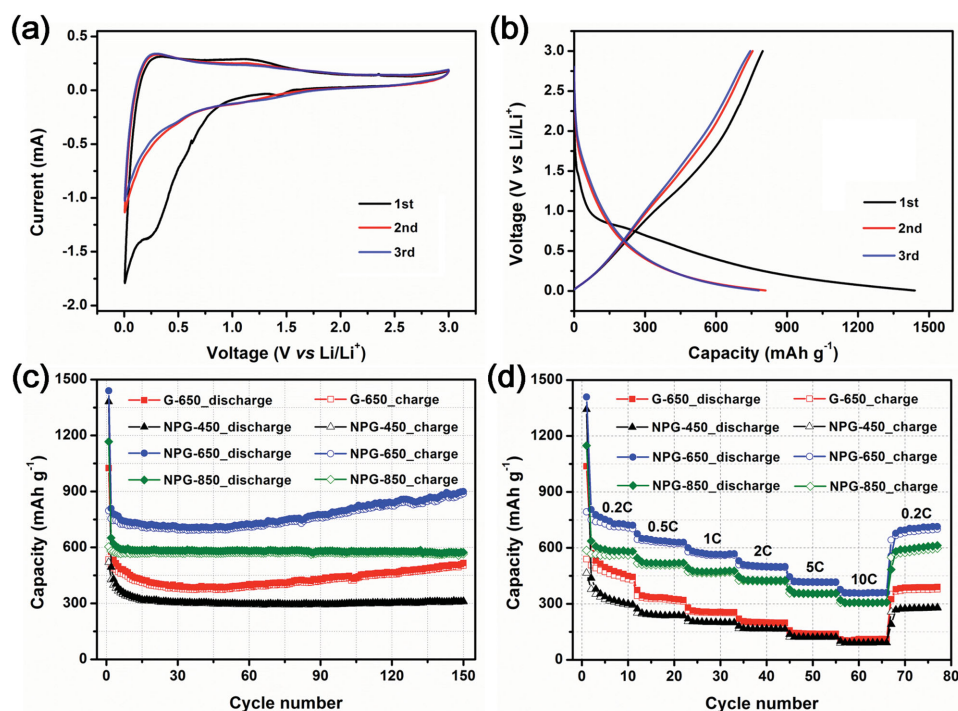 (a)
0.5
0.0
-0.5
-1.0
-1.5
-2.0
Current (mA)
1st
2nd
3rd
0.0 0.5 1.0 1.5 2.0 2.5 3.0
Voltage (V vs Li/Li⁺)
(b)
3.0
2.5
2.0
1.5
1.0
0.5
0.0
Voltage (V vs Li/Li⁺)
1st
2nd
3rd
0 300 600 900 1200 1500
Capacity (mAh g⁻¹)
(c)
1500
1200
900
600
300
0
Capacity (mAh g⁻¹)
G-650_discharge G-650_charge
NPG-450_discharge NPG-450_charge
NPG-650_discharge NPG-650_charge
NPG-850_discharge NPG-850_charge
0 30 60 90 120 150
Cycle number
(d)
1500
1200
900
600
300
0
Capacity (mAh g⁻¹)
G-650_discharge G-650_charge
NPG-450_discharge NPG-450_charge
NPG-650_discharge NPG-650_charge
NPG-850_discharge NPG-850_charge
0.2C 0.5C 1C 2C 5C 10C 0.2C
0 10 20 30 40 50 60 70 80
Cycle number